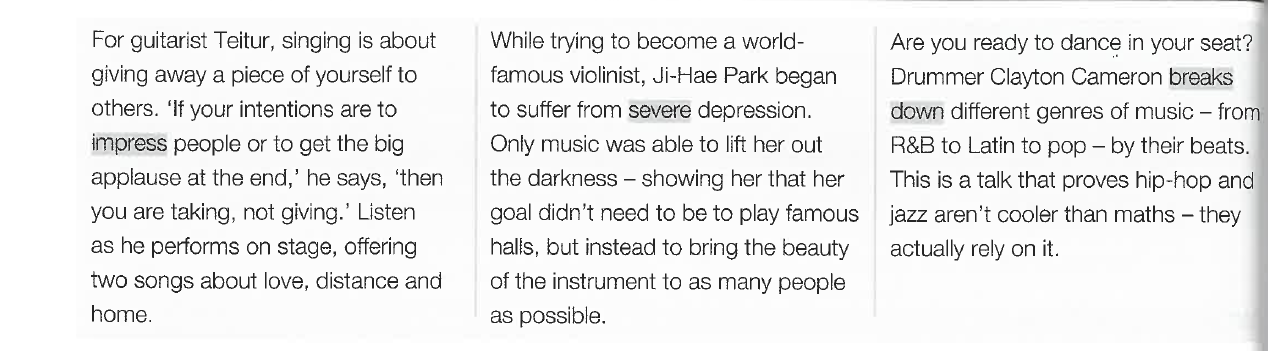 For guitarist Teitur, singing is about
giving away a piece of yourself to
others. ‘If your intentions are to
impress people or to get the big
applause at the end,’ he says, ‘then
you are taking, not giving.’ Listen
as he performs on stage, offering
two songs about love, distance and
home.
While trying to become a world-
famous violinist, Ji-Hae Park began
to suffer from severe depression.
Only music was able to lift her out
the darkness – showing her that her
goal didn’t need to be to play famous
halls, but instead to bring the beauty
of the instrument to as many people
as possible.
Are you ready to dance in your seat?
Drummer Clayton Cameron breaks
down different genres of music – from
R&B to Latin to pop – by their beats.
This is a talk that proves hip-hop and
jazz aren’t cooler than maths – they
actually rely on it.